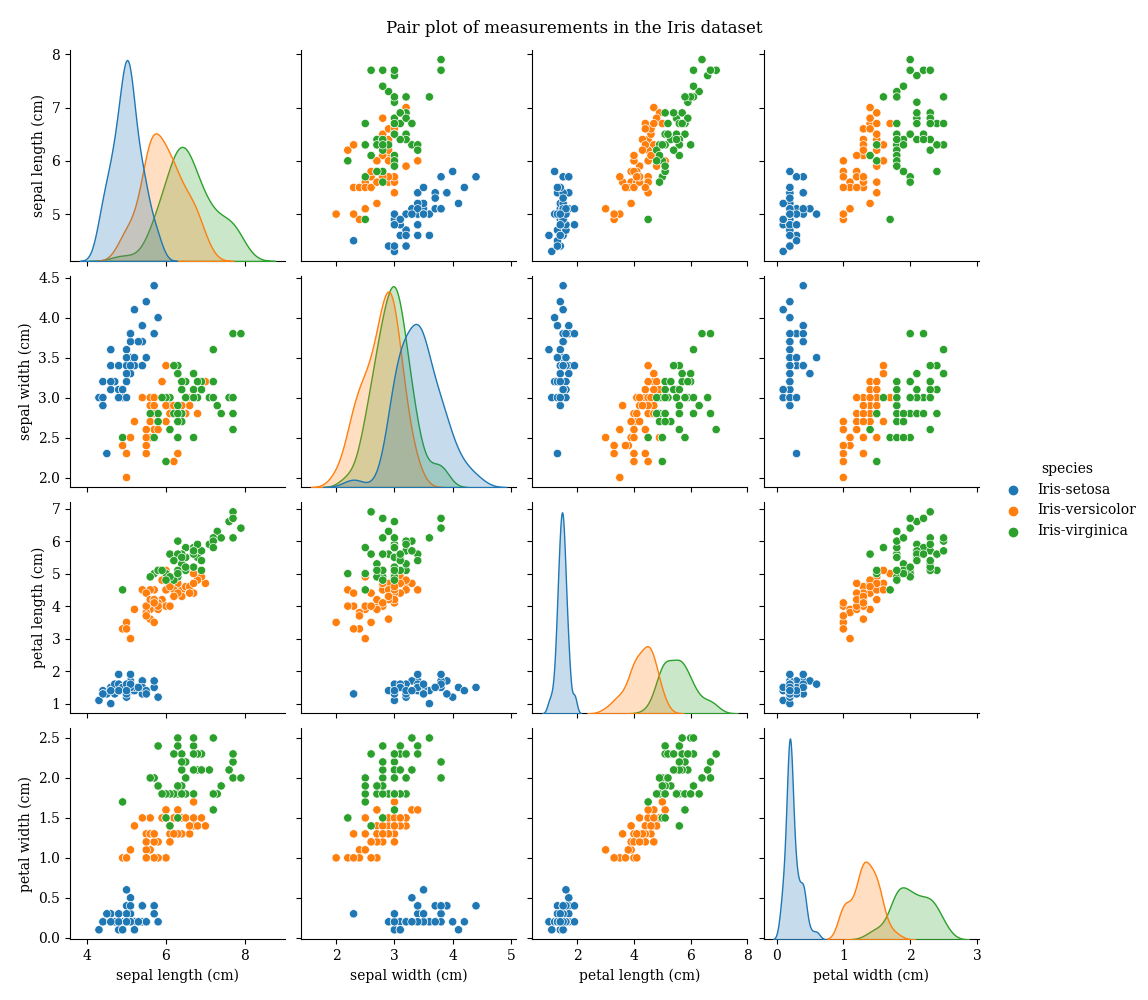 Pair plot of measurements in the Iris dataset
8
7
6
5
sepal length (cm)
4.5
4.0
3.5
3.0
2.5
2.0
sepal width (cm)
7
6
5
4
3
2
1
petal length (cm)
2.5
2.0
1.5
1.0
0.5
0.0
petal width (cm)
4 6 8
sepal length (cm)
2 3 4 5
sepal width (cm)
2 4 6 8
petal length (cm)
0 1 2 3
petal width (cm)
species
Iris-setosa
Iris-versicolor
Iris-virginica